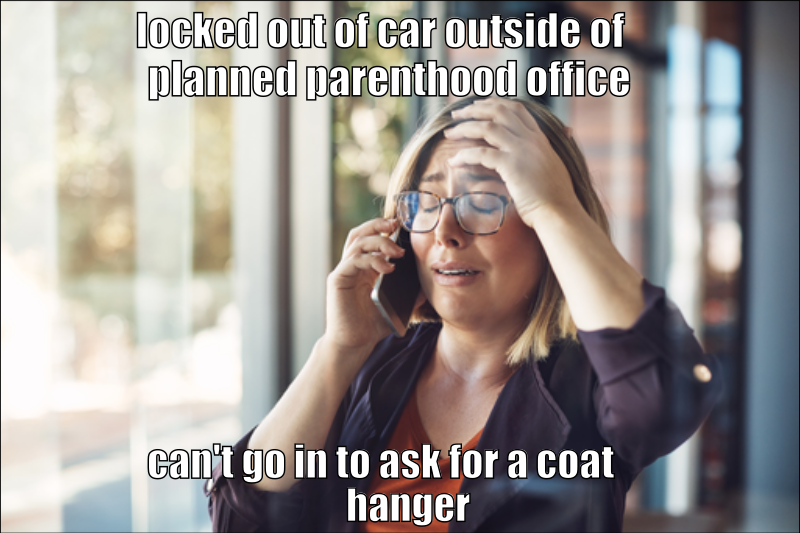 locked out of car outside of
planned parenthood office
can't go in to ask for a coat
hanger